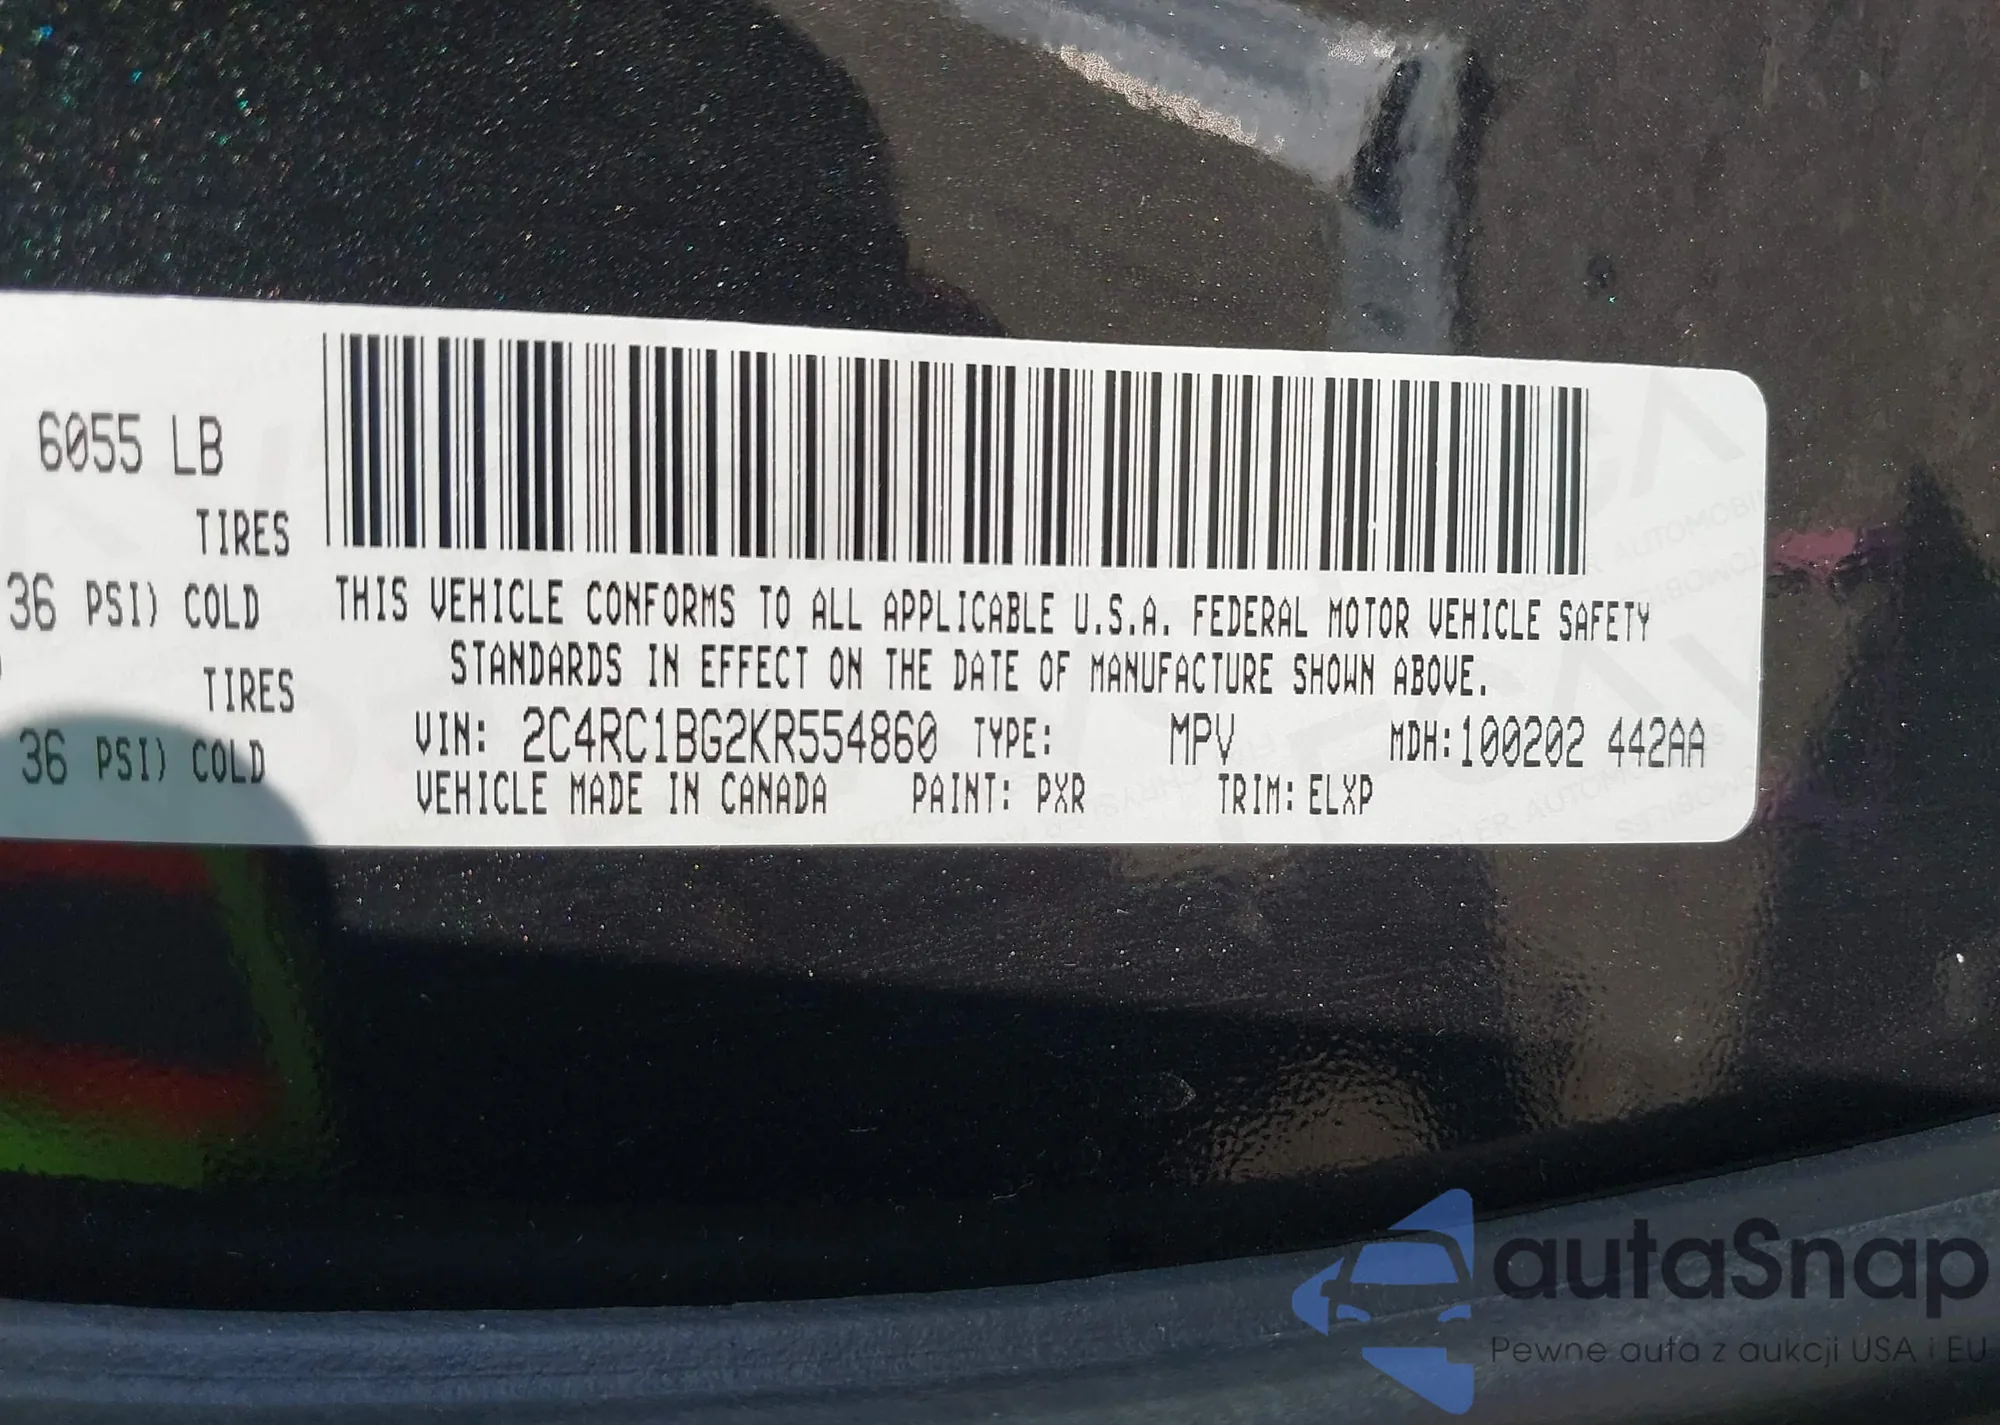 6055 LB
TIRES
36 PSI) COLD
TIRES
36 PSI) COLD
THIS VEHICLE CONFORMS TO ALL APPLICABLE U.S.A. FEDERAL MOTOR VEHICLE SAFETY
STANDARDS IN EFFECT ON THE DATE OF MANUFACTURE SHOWN ABOVE.
VIN: 2C4RC1BG2KR554860 TYPE: MPV MDH:100202 442AA
VEHICLE MADE IN CANADA PAINT: PXR TRIM: ELXP
autaSnap
Pewne auta z aukcji USA i EU